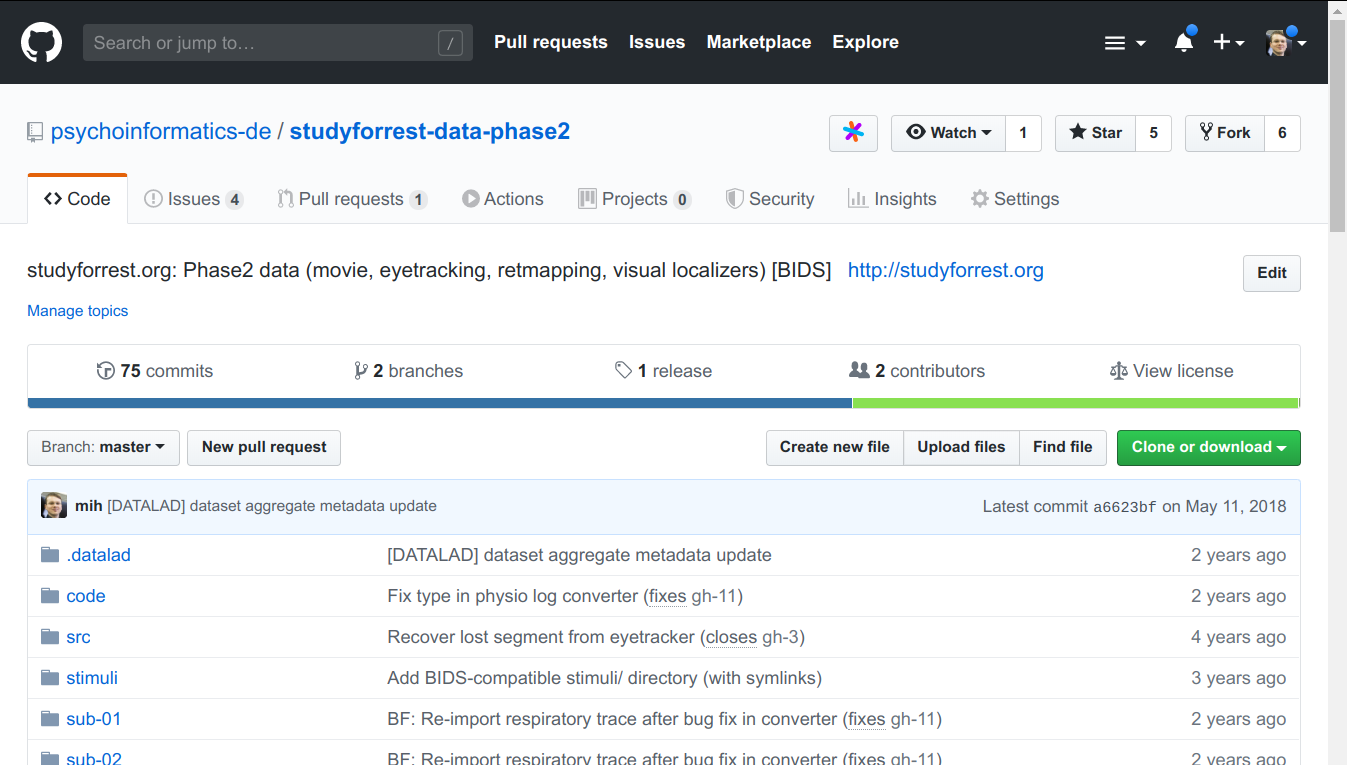 Search or jump to… / Pull requests Issues Marketplace Explore
psychoinformatics-de / studyforrest-data-phase2 Watch 1 Star 5 Fork 6
Code Issues 4 Pull requests 1 Actions Projects 0 Security Insights Settings
studyforrest.org: Phase2 data (movie, eyetracking, retmapping, visual localizers) [BIDS] http://studyforrest.org Edit
Manage topics
75 commits 2 branches 1 release 2 contributors View license
Branch: master New pull request Create new file Upload files Find file Clone or download
mih [DATALAD] dataset aggregate metadata update Latest commit a6623bf on May 11, 2018
.datalad [DATALAD] dataset aggregate metadata update 2 years ago
code Fix type in physio log converter (fixes gh-11) 2 years ago
src Recover lost segment from eyetracker (closes gh-3) 4 years ago
stimuli Add BIDS-compatible stimuli/ directory (with symlinks) 3 years ago
sub-01 BF: Re-import respiratory trace after bug fix in converter (fixes gh-11) 2 years ago
sub-02 BF: Re-import respiratory trace after bug fix in converter (fixes gh-11) 2 years ago